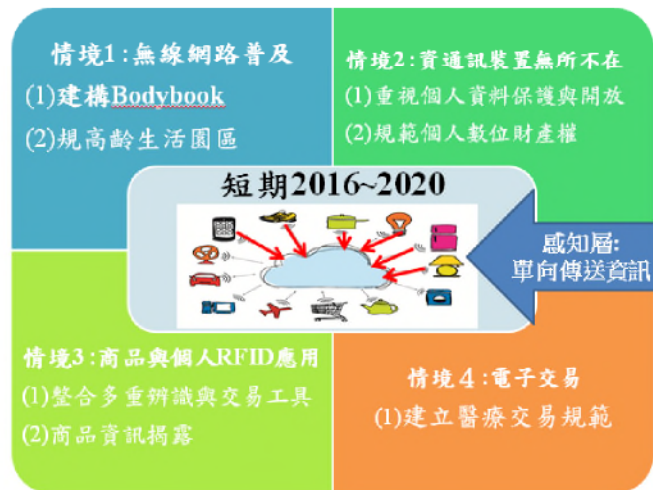 情境1:無線網路普及
(1)建構Bodybook
(2)規高齡生活園區
情境2:資通訊裝置無所不在
(1)重視個人資料保護與開放
(2)規範個人數位財產權
短期2016~2020
感知層:
單向傳送資訊
情境3:商品與個人RFID應用
(1)整合多重辨識與交易工具
(2)商品資訊揭露
情境4:電子交易
(1)建立醫療交易規範